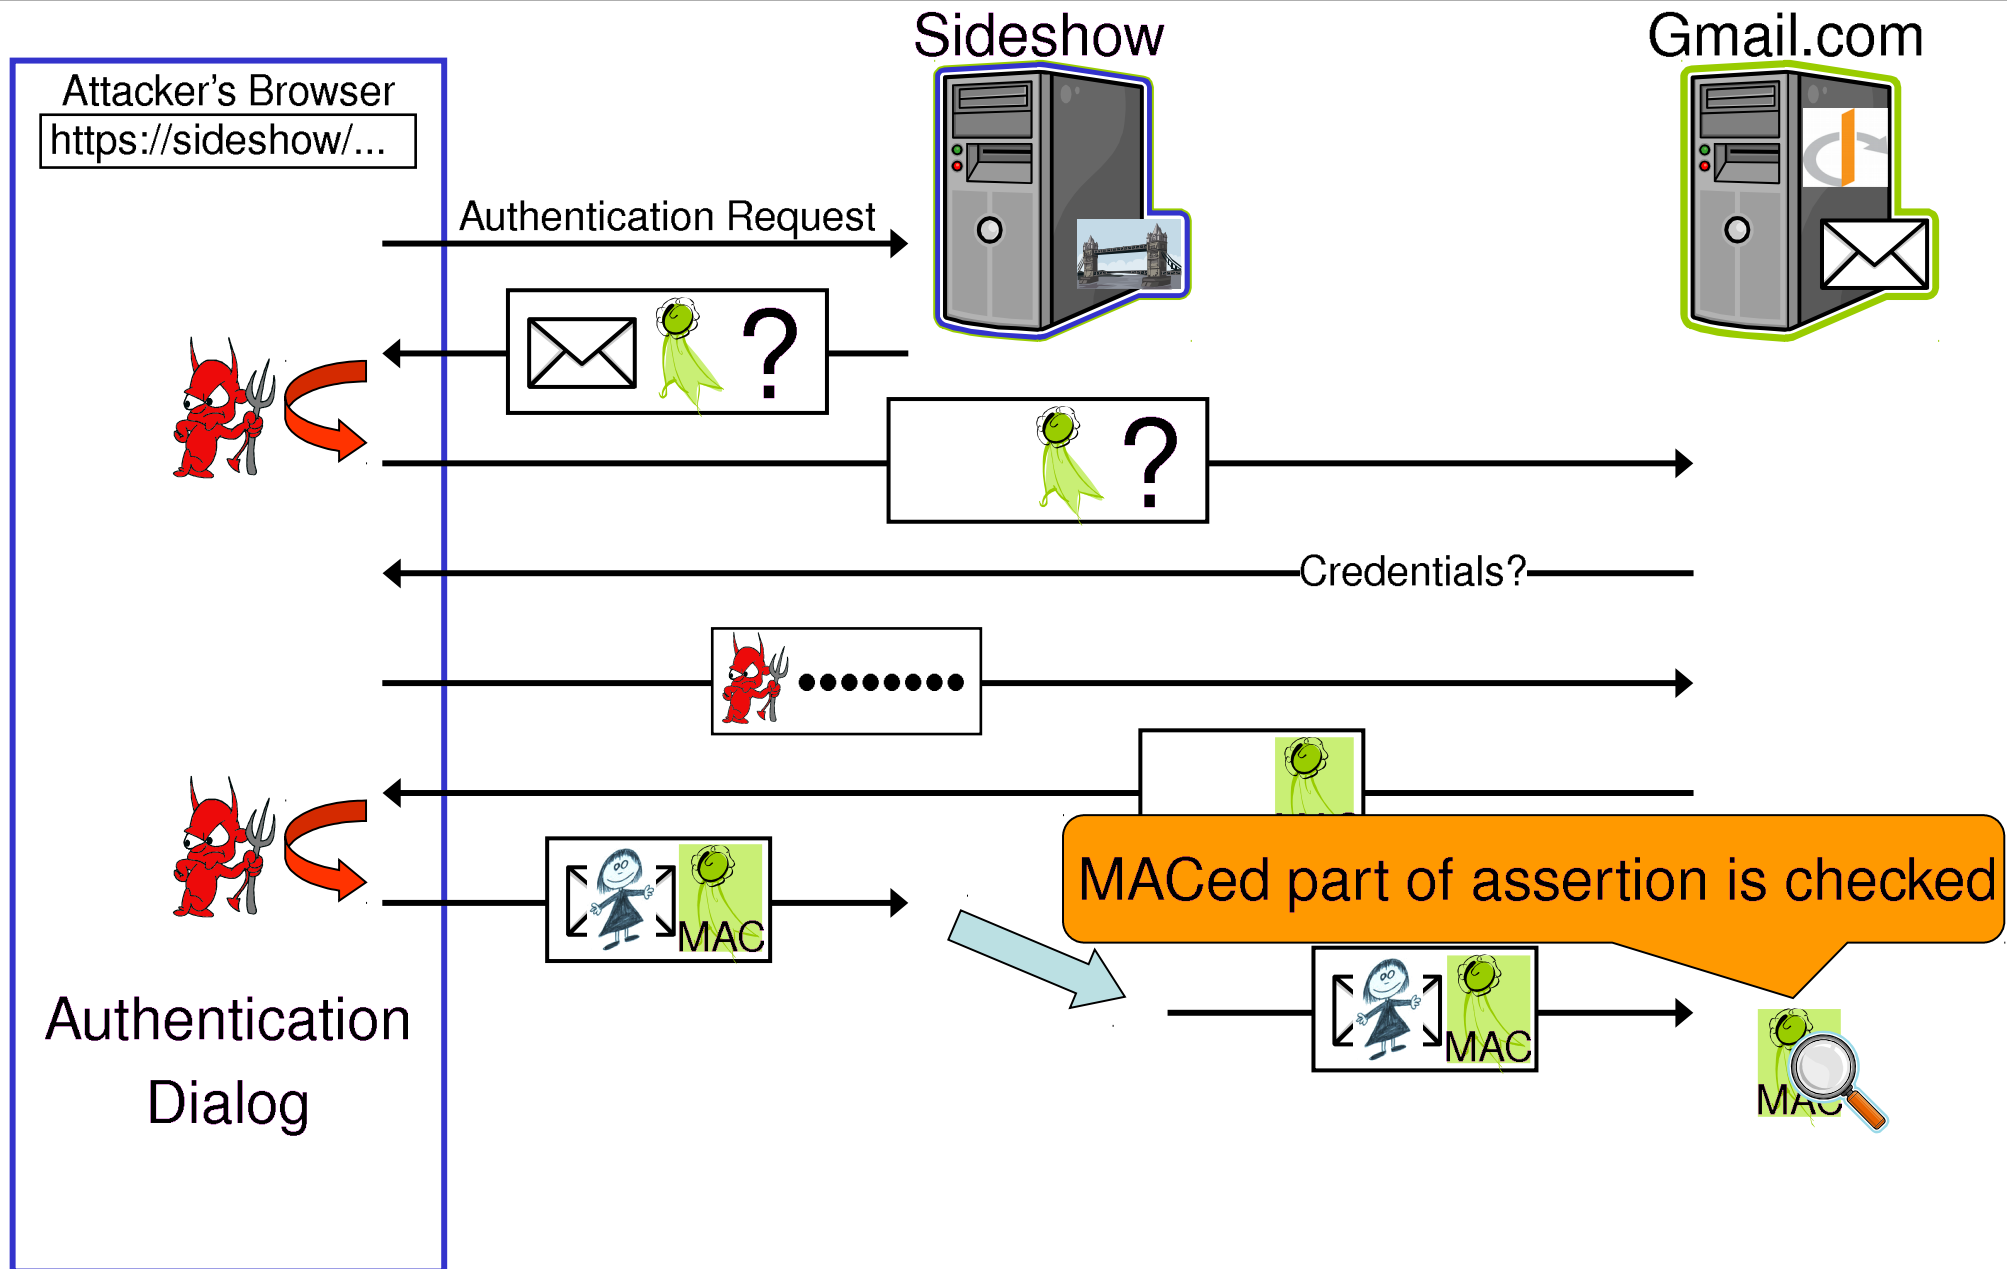 Sideshow
Gmail.com
Attacker’s Browser
https://sideshow/...
Authentication Request
?
?
Credentials?
MACed part of assertion is checked
MAC
MAC
Authentication
Dialog
MAC